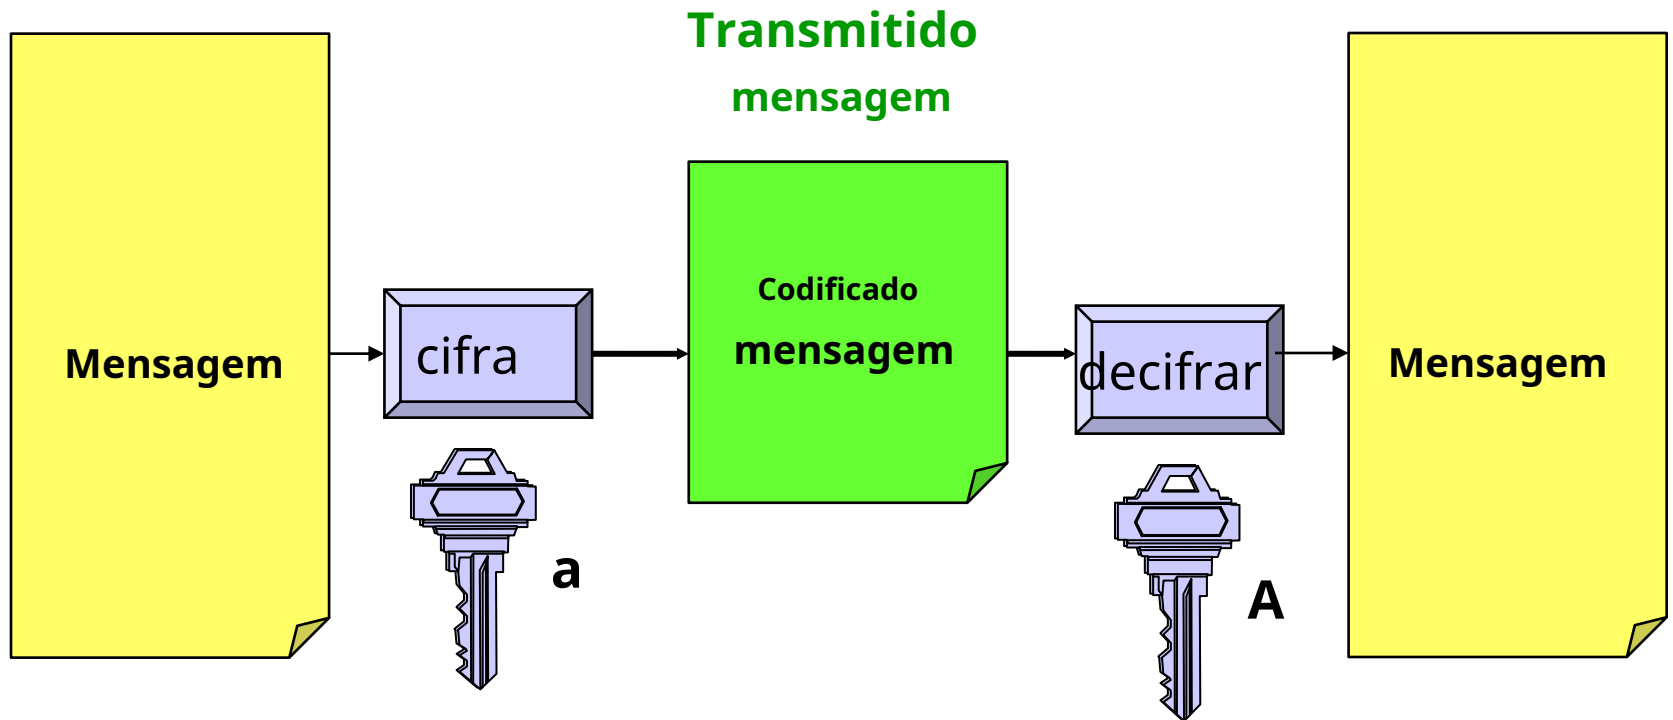 Transmitido
mensagem
Mensagem
cifra
Codificado
mensagem
decifrar
Mensagem
a
A